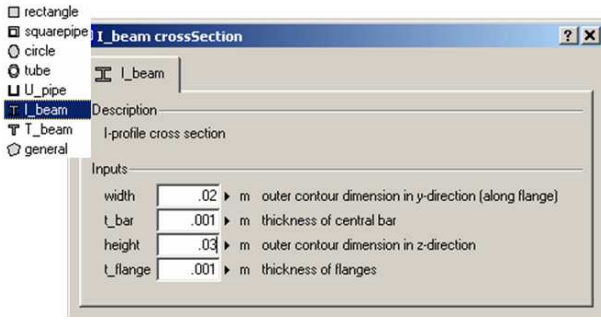 rectangle
squarepipe
circle
tube
U_pipe
I_beam
T_beam
general
I_beam crossSection
I_beam
Description
I-profile cross section
Inputs
width .02 m outer contour dimension in y-direction (along flange)
t_bar .001 m thickness of central bar
height .03 m outer contour dimension in z-direction
t_flange .001 m thickness of flanges